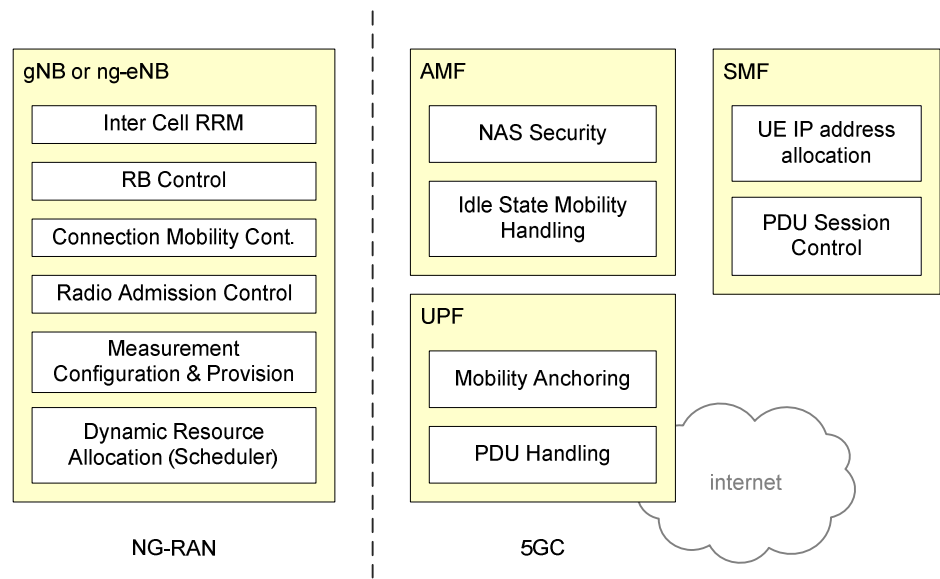 gNB or ng-eNB
Inter Cell RRM
RB Control
Connection Mobility Cont.
Radio Admission Control
Measurement
Configuration & Provision
Dynamic Resource
Allocation (Scheduler)
NG-RAN
AMF
NAS Security
Idle State Mobility
Handling
SMF
UE IP address
allocation
PDU Session
Control
UPF
Mobility Anchoring
PDU Handling
internet
5GC